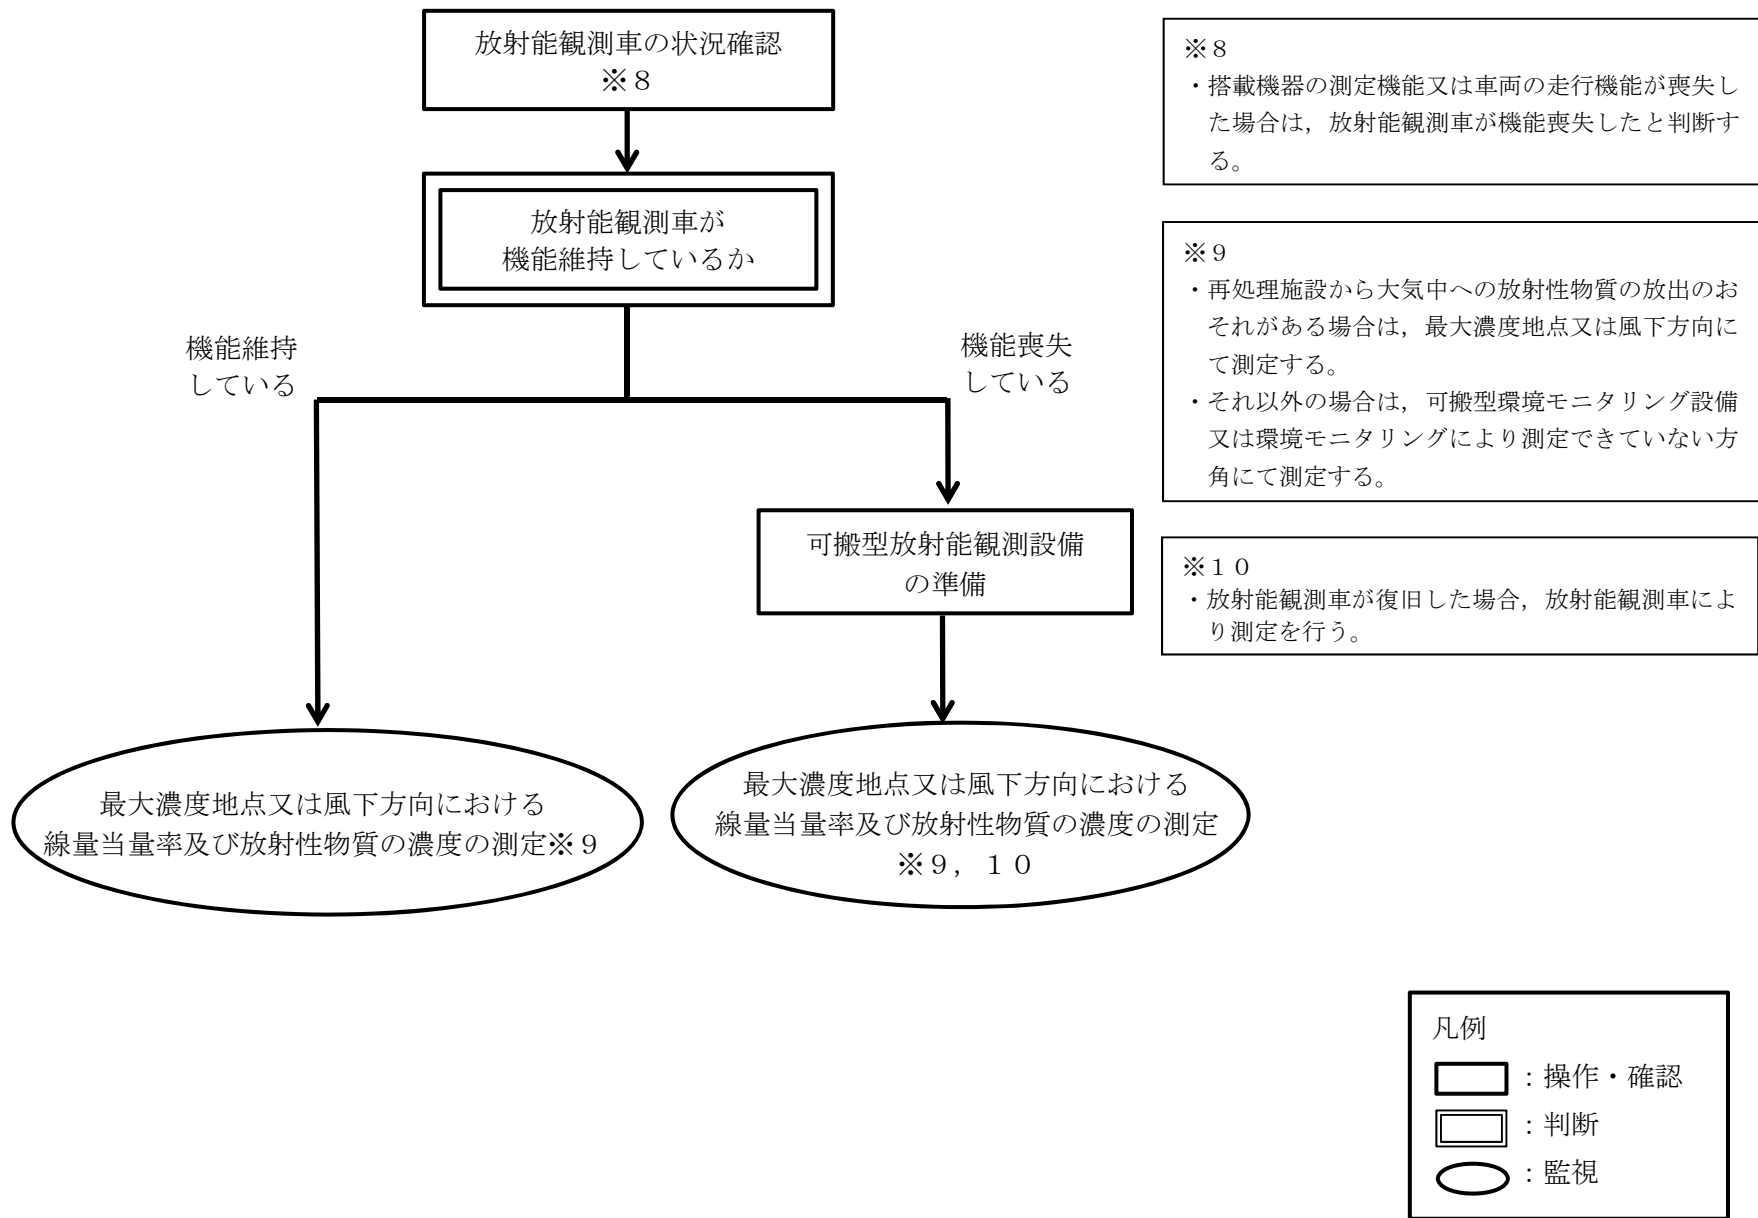 放射能観測車の状況確認
※８
放射能観測車が
機能維持しているか
機能維持
している
機能喪失
している
可搬型放射能観測設備
の準備
最大濃度地点又は風下方向における
線量当量率及び放射性物質の濃度の測定※９
最大濃度地点又は風下方向における
線量当量率及び放射性物質の濃度の測定
※９，１０
※８
・搭載機器の測定機能又は車両の走行機能が喪失し
た場合は，放射能観測車が機能喪失したと判断す
る。
※９
・再処理施設から大気中への放射性物質の放出のお
それがある場合は，最大濃度地点又は風下方向に
て測定する。
・それ以外の場合は，可搬型環境モニタリング設備
又は環境モニタリングにより測定できていない方
角にて測定する。
※１０
・放射能観測車が復旧した場合，放射能観測車によ
り測定を行う。
凡例
：操作・確認
：判断
：監視